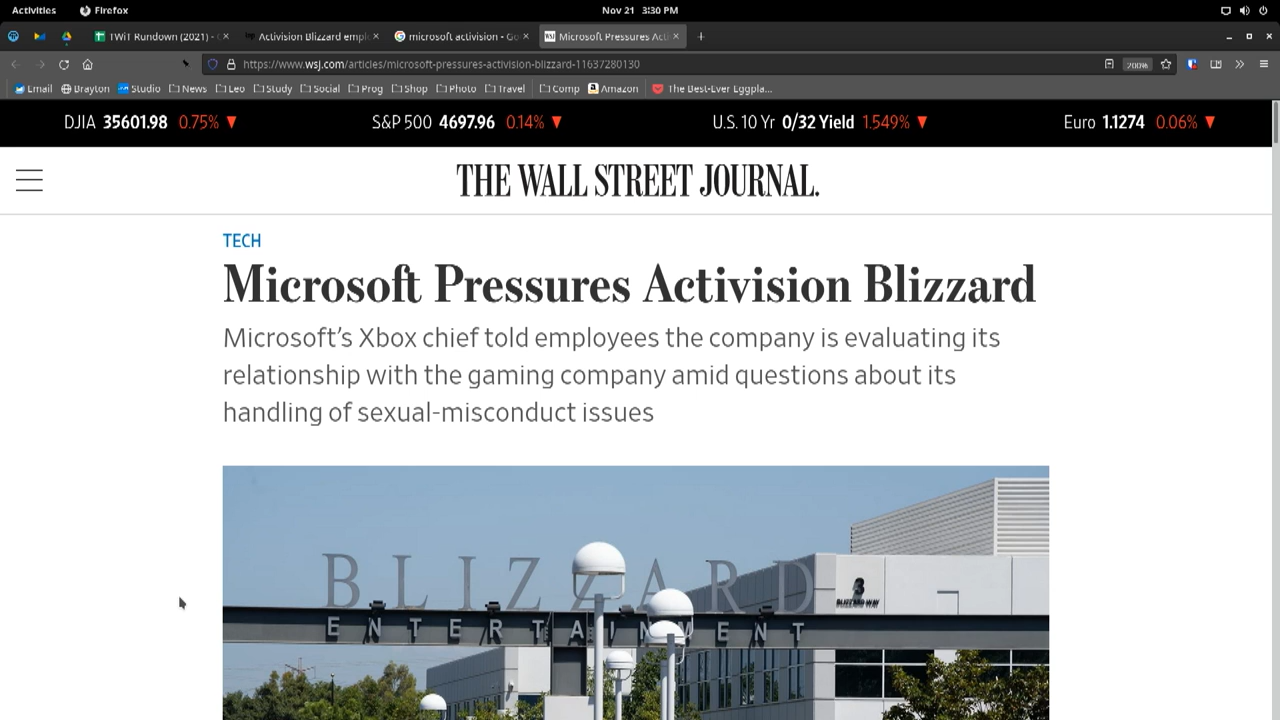 Activities Firefox Nov 21 3:30 PM
TWiT Rundown (2021) - Activision Blizzard empl microsoft activision - Go Microsoft Pressures Acti
https://www.wsj.com/articles/microsoft-pressures-activision-blizzard-11637280130 200%
Email Brayton Studio News Leo Study Social Prog Shop Photo Travel Comp Amazon The Best-Ever Eggpla...
DJIA 35601.98 0.75% ▼ S&P 500 4697.96 0.14% ▼ U.S. 10 Yr 0/32 Yield 1.549% ▼ Euro 1.1274 0.06% ▼
THE WALL STREET JOURNAL.
TECH
Microsoft Pressures Activision Blizzard
Microsoft's Xbox chief told employees the company is evaluating its
relationship with the gaming company amid questions about its
handling of sexual-misconduct issues
BLIZZARD
ENTERTAINMENT
BLIZZARD WAY